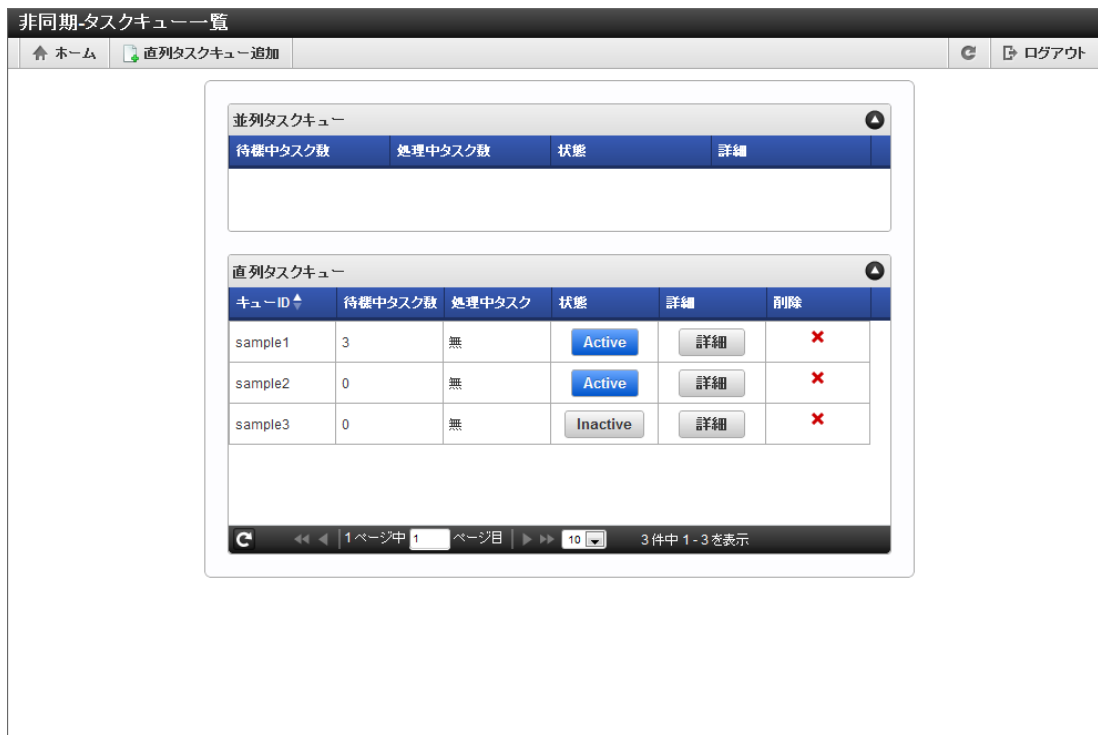 非同期-タスクキュー一覧
ホーム 直列タスクキュー追加 ログアウト
並列タスクキュー
待機中タスク数 処理中タスク数 状態 詳細
直列タスクキュー
キューID 待機中タスク数 処理中タスク 状態 詳細 削除
sample1 3 無 Active 詳細
sample2 0 無 Active 詳細
sample3 0 無 Inactive 詳細
1 ページ中 1 ページ目 10 3 件中 1 - 3 を表示